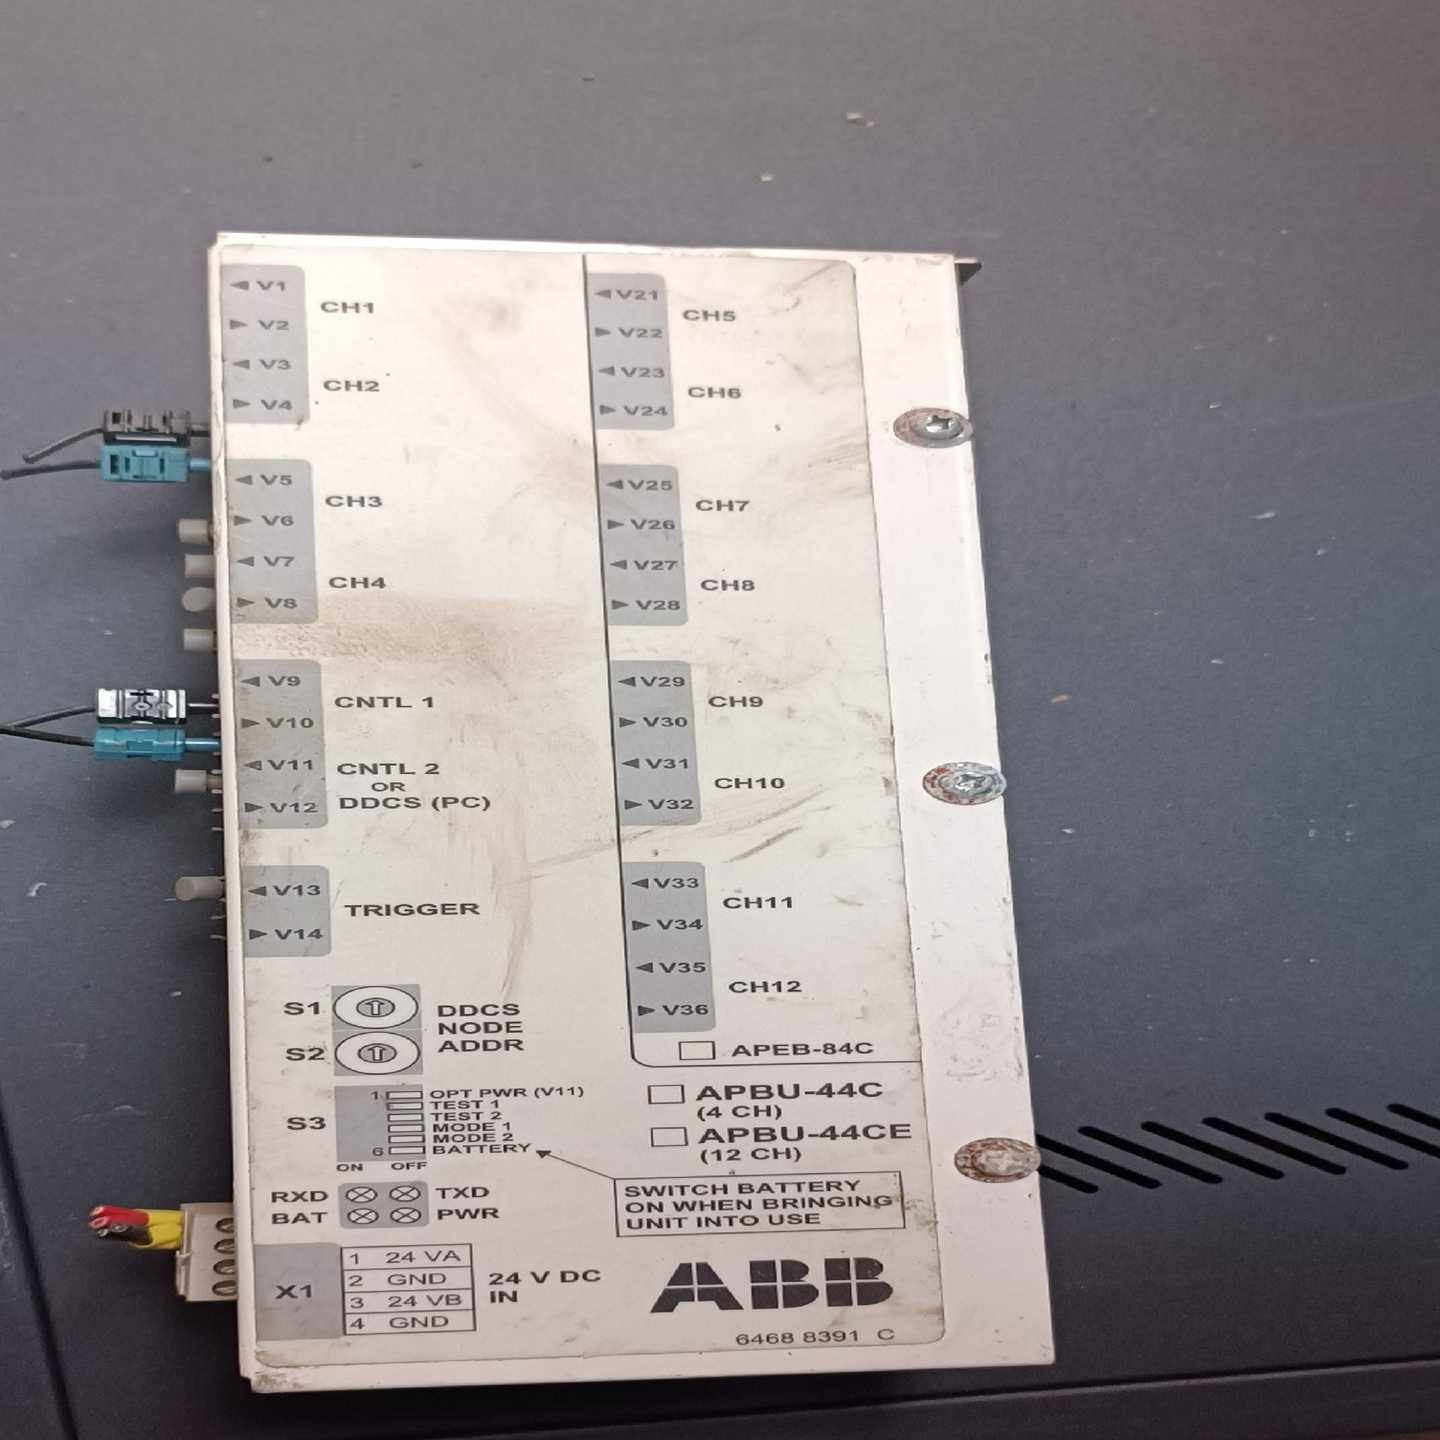 ◄ V1
CH1
► V2
◄ V3
CH2
► V4
◄ V5
CH3
► V6
◄ V7
CH4
► V8
◄ V9
CNTL 1
► V10
◄ V11
CNTL 2
OR
DDCS (PC)
► V12
◄ V13
TRIGGER
► V14
S1
S2
DDCS
NODE
ADDR
S3
1
6
ON OFF
OPT PWR (V11)
TEST 1
TEST 2
MODE 1
MODE 2
BATTERY
RXD TXD
BAT PWR
X1
1 24 VA
2 GND
3 24 VB
4 GND
24 V DC
IN
◄ V21
CH5
► V22
◄ V23
CH6
► V24
◄ V25
CH7
► V26
◄ V27
CH8
► V28
◄ V29
CH9
► V30
◄ V31
CH10
► V32
◄ V33
CH11
► V34
◄ V35
CH12
► V36
APEB-84C
APBU-44C
(4 CH)
APBU-44CE
(12 CH)
SWITCH BATTERY
ON WHEN BRINGING
UNIT INTO USE
ABB
6468 8391 C